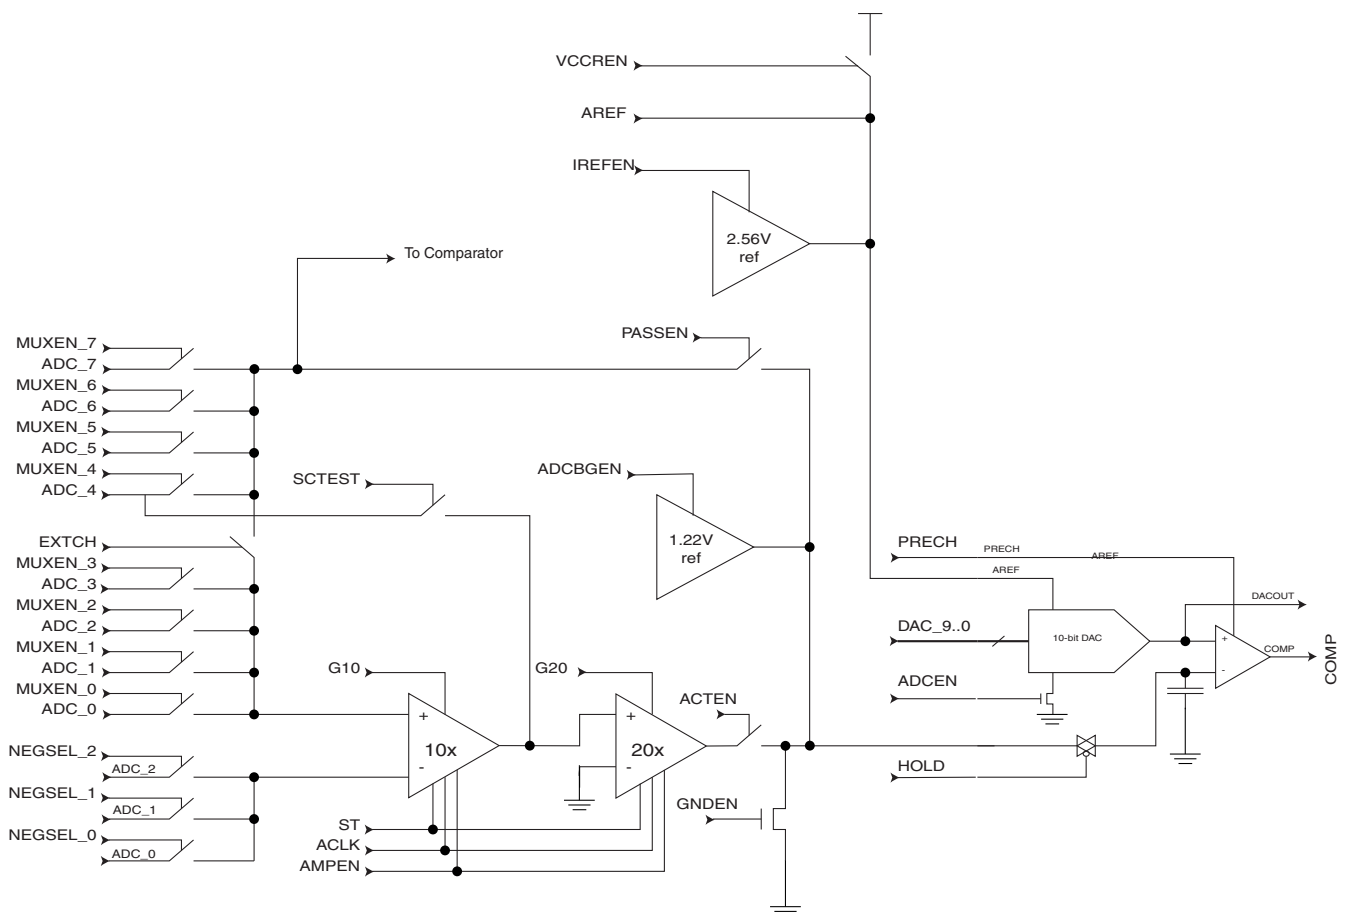 VCCREN
AREF
IREFEN
2.56V
ref
To Comparator
PASSEN
MUXEN_7
ADC_7
MUXEN_6
ADC_6
MUXEN_5
ADC_5
MUXEN_4
ADC_4
SCTEST
ADCBGEN
1.22V
ref
EXTCH
MUXEN_3
ADC_3
MUXEN_2
ADC_2
MUXEN_1
ADC_1
MUXEN_0
ADC_0
PRECH
PRECH
AREF
AREF
DACOUT
DAC_9..0
10-bit DAC
+
-
COMP
COMP
ADCEN
G10
G20
ACTEN
+
10x
-
+
20x
-
HOLD
NEGSEL_2
ADC_2
NEGSEL_1
ADC_1
NEGSEL_0
ADC_0
GNDEN
ST
ACLK
AMPEN